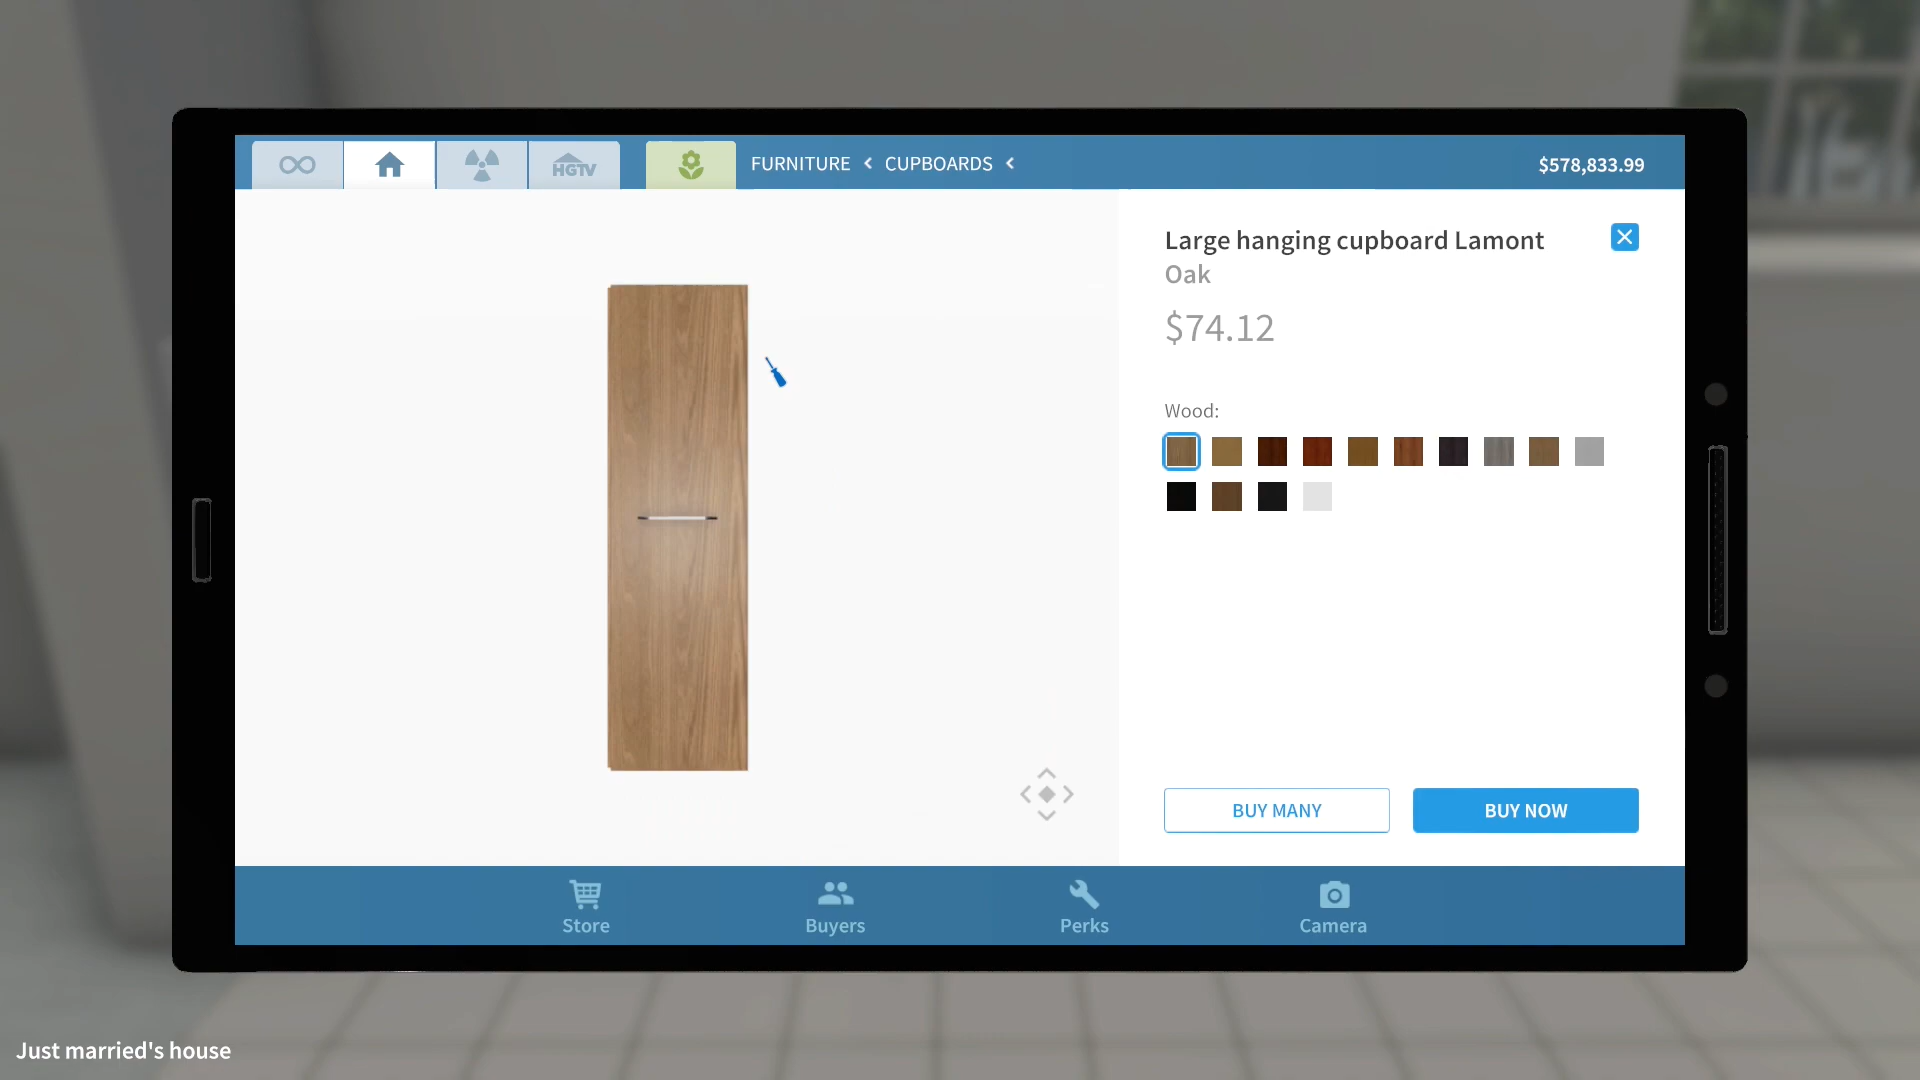 HGTV
FURNITURE < CUPBOARDS <
$578,833.99
Large hanging cupboard Lamont
Oak
$74.12
Wood:
BUY MANY
BUY NOW
Store
Buyers
Perks
Camera
Just married's house